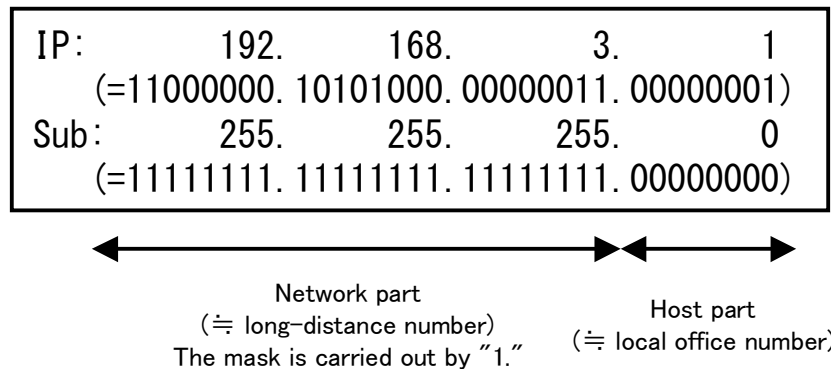 IP: 192. 168. 3. 1
(=11000000. 10101000. 00000011. 00000001)
Sub: 255. 255. 255. 0
(=11111111. 11111111. 11111111. 00000000)
Network part
(≒ long-distance number)
The mask is carried out by "1."
Host part
(≒ local office number)